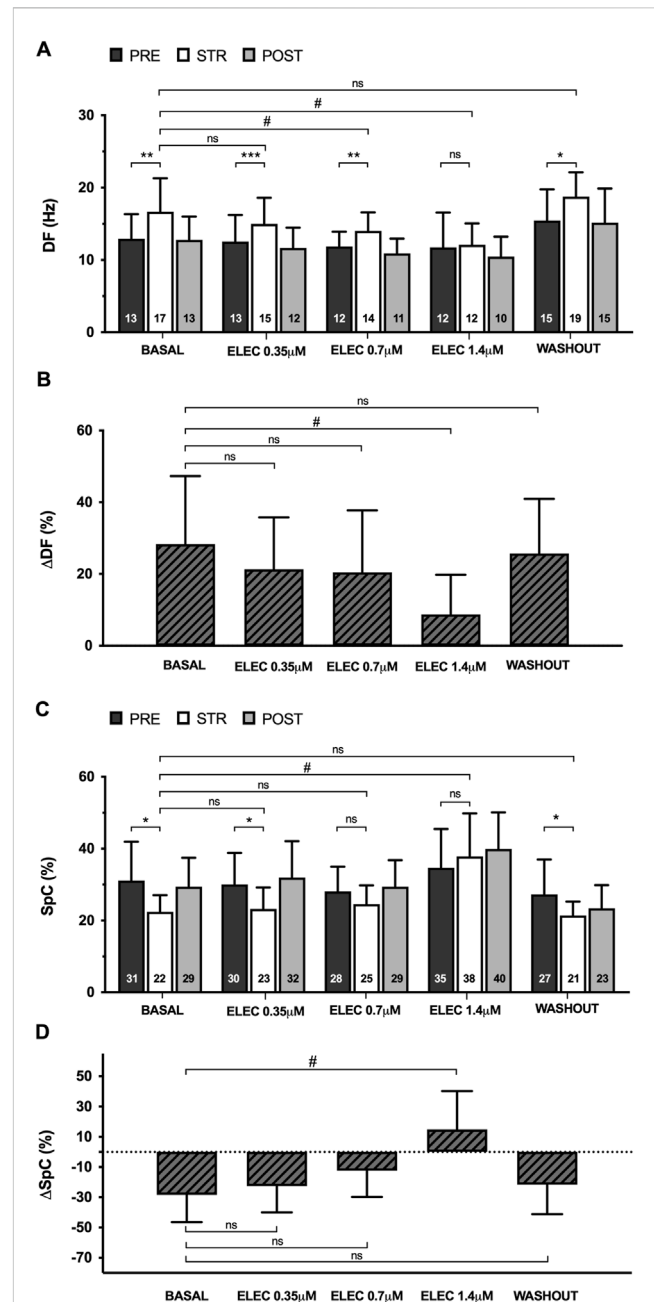 A
PRE STR POST
ns
#
#
ns
** *** ** ns *
DF (Hz)
30
20
10
0
13 17 13 13 15 12 12 14 11 12 12 10 15 19 15
BASAL ELEC 0.35μM ELEC 0.7μM ELEC 1.4μM WASHOUT
B
ns
#
ns
ns
ΔDF (%)
60
40
20
0
BASAL ELEC 0.35μM ELEC 0.7μM ELEC 1.4μM WASHOUT
C
PRE STR POST
ns
#
ns
ns
* * ns ns *
SpC (%)
60
40
20
0
31 22 29 30 23 32 28 25 29 35 38 40 27 21 23
BASAL ELEC 0.35μM ELEC 0.7μM ELEC 1.4μM WASHOUT
D
#
ΔSpC (%)
50
30
10
-10
-30
-50
-70
ns
ns
ns
BASAL ELEC 0.35μM ELEC 0.7μM ELEC 1.4μM WASHOUT